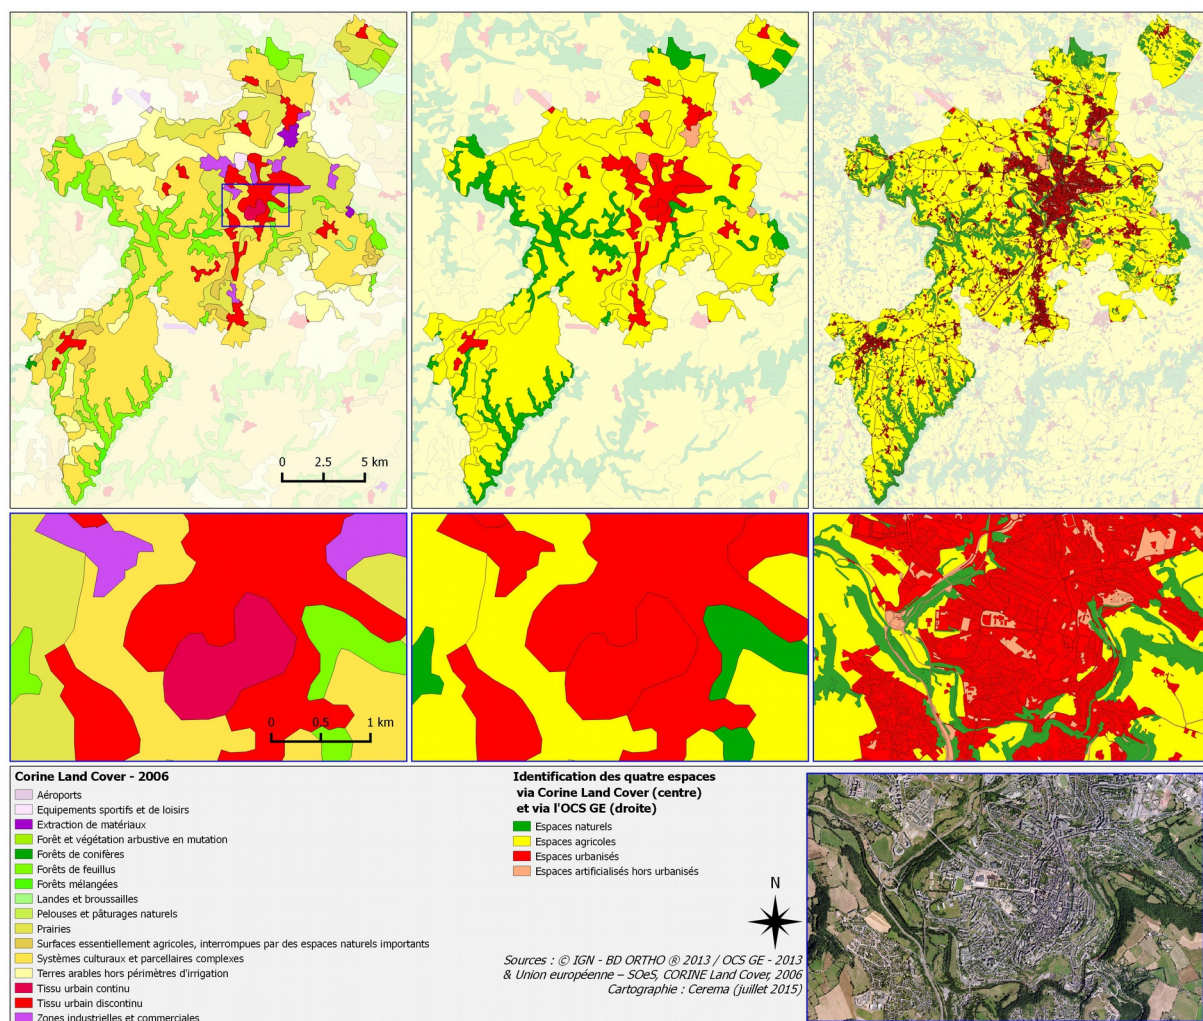 0 2.5 5 km
0 0.5 1 km
Corine Land Cover - 2006
Aéroports
Equipements sportifs et de loisirs
Extraction de matériaux
Forêt et végétation arbustive en mutation
Forêts de conifères
Forêts de feuillus
Forêts mélangées
Landes et broussailles
Pelouses et pâturages naturels
Prairies
Surfaces essentiellement agricoles, interrompues par des espaces naturels importants
Systèmes culturaux et parcellaires complexes
Terres arables hors périmètres d'irrigation
Tissu urbain continu
Tissu urbain discontinu
Zones industrielles et commerciales
Identification des quatre espaces
via Corine Land Cover (centre)
et via l'OCS GE (droite)
Espaces naturels
Espaces agricoles
Espaces urbanisés
Espaces artificialisés hors urbanisés
N
Sources : © IGN - BD ORTHO ® 2013 / OCS GE - 2013
& Union européenne – SOeS, CORINE Land Cover, 2006
Cartographie : Cerema (juillet 2015)